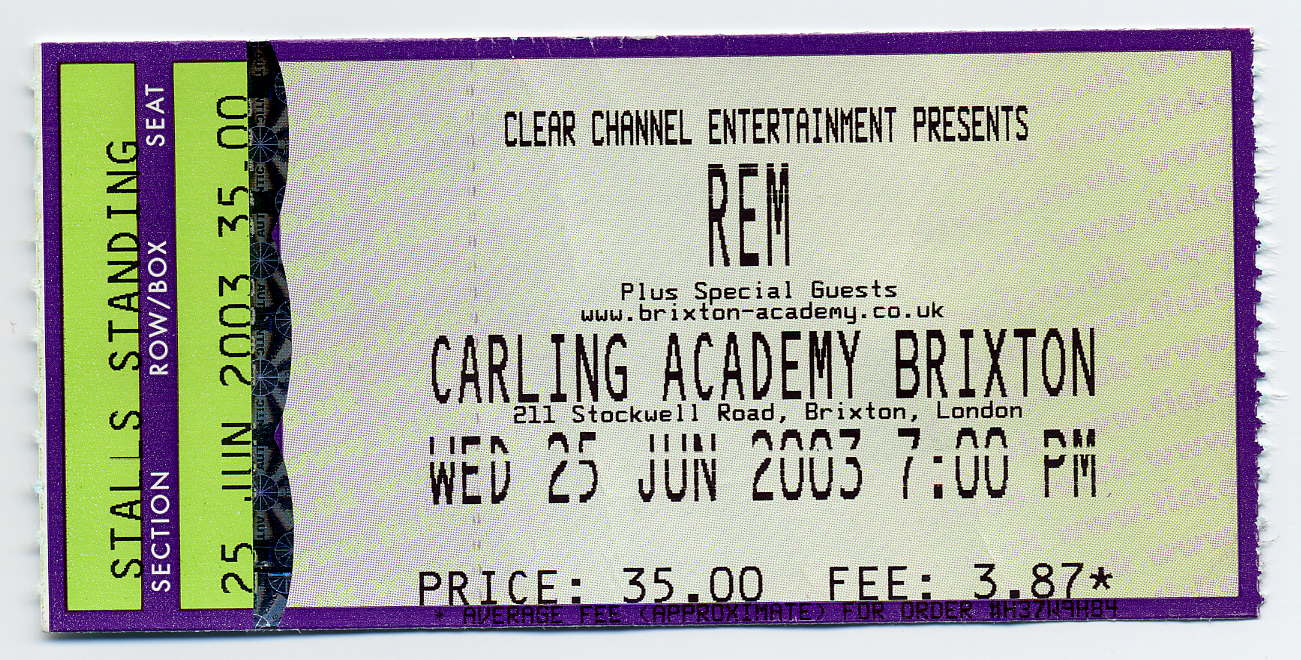 STALLS STANDING
SECTION ROW/BOX SEAT
25 JUN 2003 35.00
CLEAR CHANNEL ENTERTAINMENT PRESENTS
REM
Plus Special Guests
www.brixton-academy.co.uk
CARLING ACADEMY BRIXTON
211 Stockwell Road, Brixton, London
WED 25 JUN 2003 7:00 PM
PRICE: 35.00 FEE: 3.87*
* AVERAGE FEE (APPROXIMATE) FOR ORDER